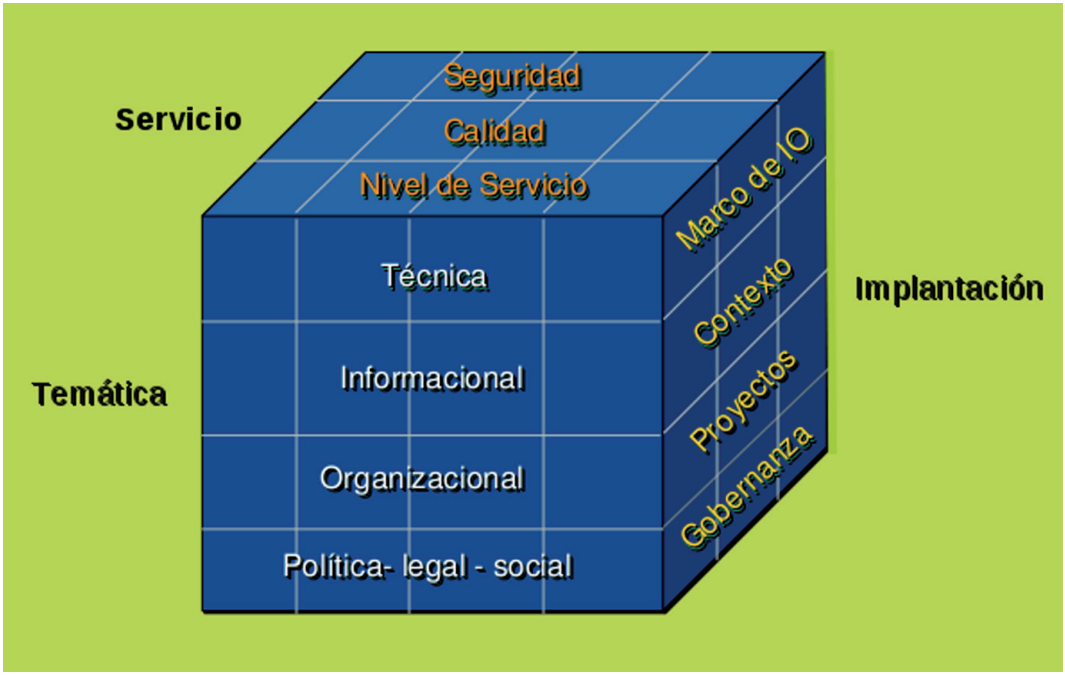 Seguridad
Servicio
Calidad
Nivel de Servicio
Marco de IO
Técnica
Contexto
Implantación
Informacional
Temática
Proyectos
Organizacional
Gobernanza
Política- legal - social